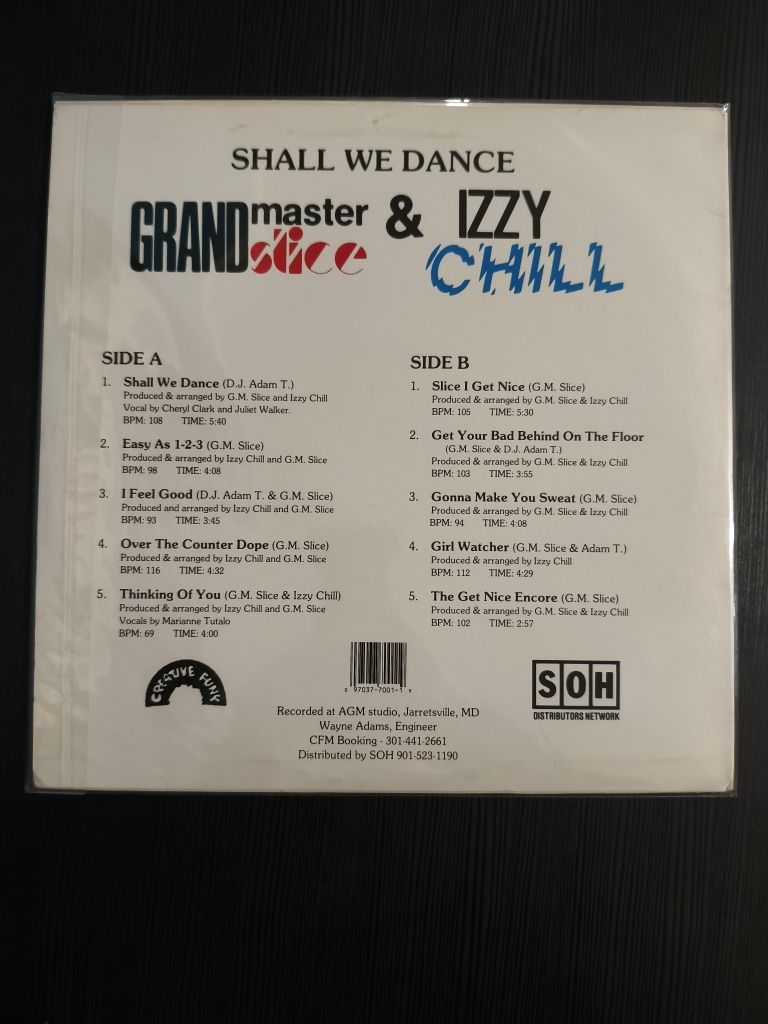 SHALL WE DANCE
GRANDmaster slice & IZZY CHILL
SIDE A
1. Shall We Dance (D.J. Adam T.)
Produced & arranged by G.M. Slice and Izzy Chill
Vocal by Cheryl Clark and Juliet Walker.
BPM: 108 TIME: 5:40
2. Easy As 1-2-3 (G.M. Slice)
Produced & arranged by Izzy Chill and G.M. Slice
BPM: 98 TIME: 4:08
3. I Feel Good (D.J. Adam T. & G.M. Slice)
Produced and arranged by Izzy Chill and G.M. Slice
BPM: 93 TIME: 3:45
4. Over The Counter Dope (G.M. Slice)
Produced & arranged by Izzy Chill and G.M. Slice
BPM: 116 TIME: 4:32
5. Thinking Of You (G.M. Slice & Izzy Chill)
Produced & arranged by Izzy Chill and G.M. Slice
Vocals by Marianne Tutalo
BPM: 69 TIME: 4:00
SIDE B
1. Slice I Get Nice (G.M. Slice)
Produced & arranged by G.M. Slice & Izzy Chill
BPM: 105 TIME: 5:30
2. Get Your Bad Behind On The Floor
(G.M. Slice & D.J. Adam T.)
Produced & arranged by G.M. Slice & Izzy Chill
BPM: 103 TIME: 3:55
3. Gonna Make You Sweat (G.M. Slice)
Produced & arranged by G.M. Slice & Izzy Chill
BPM: 94 TIME: 4:08
4. Girl Watcher (G.M. Slice & Adam T.)
Produced & arranged by Izzy Chill
BPM: 112 TIME: 4:29
5. The Get Nice Encore (G.M. Slice)
Produced & arranged by G.M. Slice & Izzy Chill
BPM: 102 TIME: 2:57
CREATIVE FUNK
0 97037-7001-1 9
SOH
DISTRIBUTORS NETWORK
Recorded at AGM studio, Jarretsville, MD
Wayne Adams, Engineer
CFM Booking - 301-441-2661
Distributed by SOH 901-523-1190